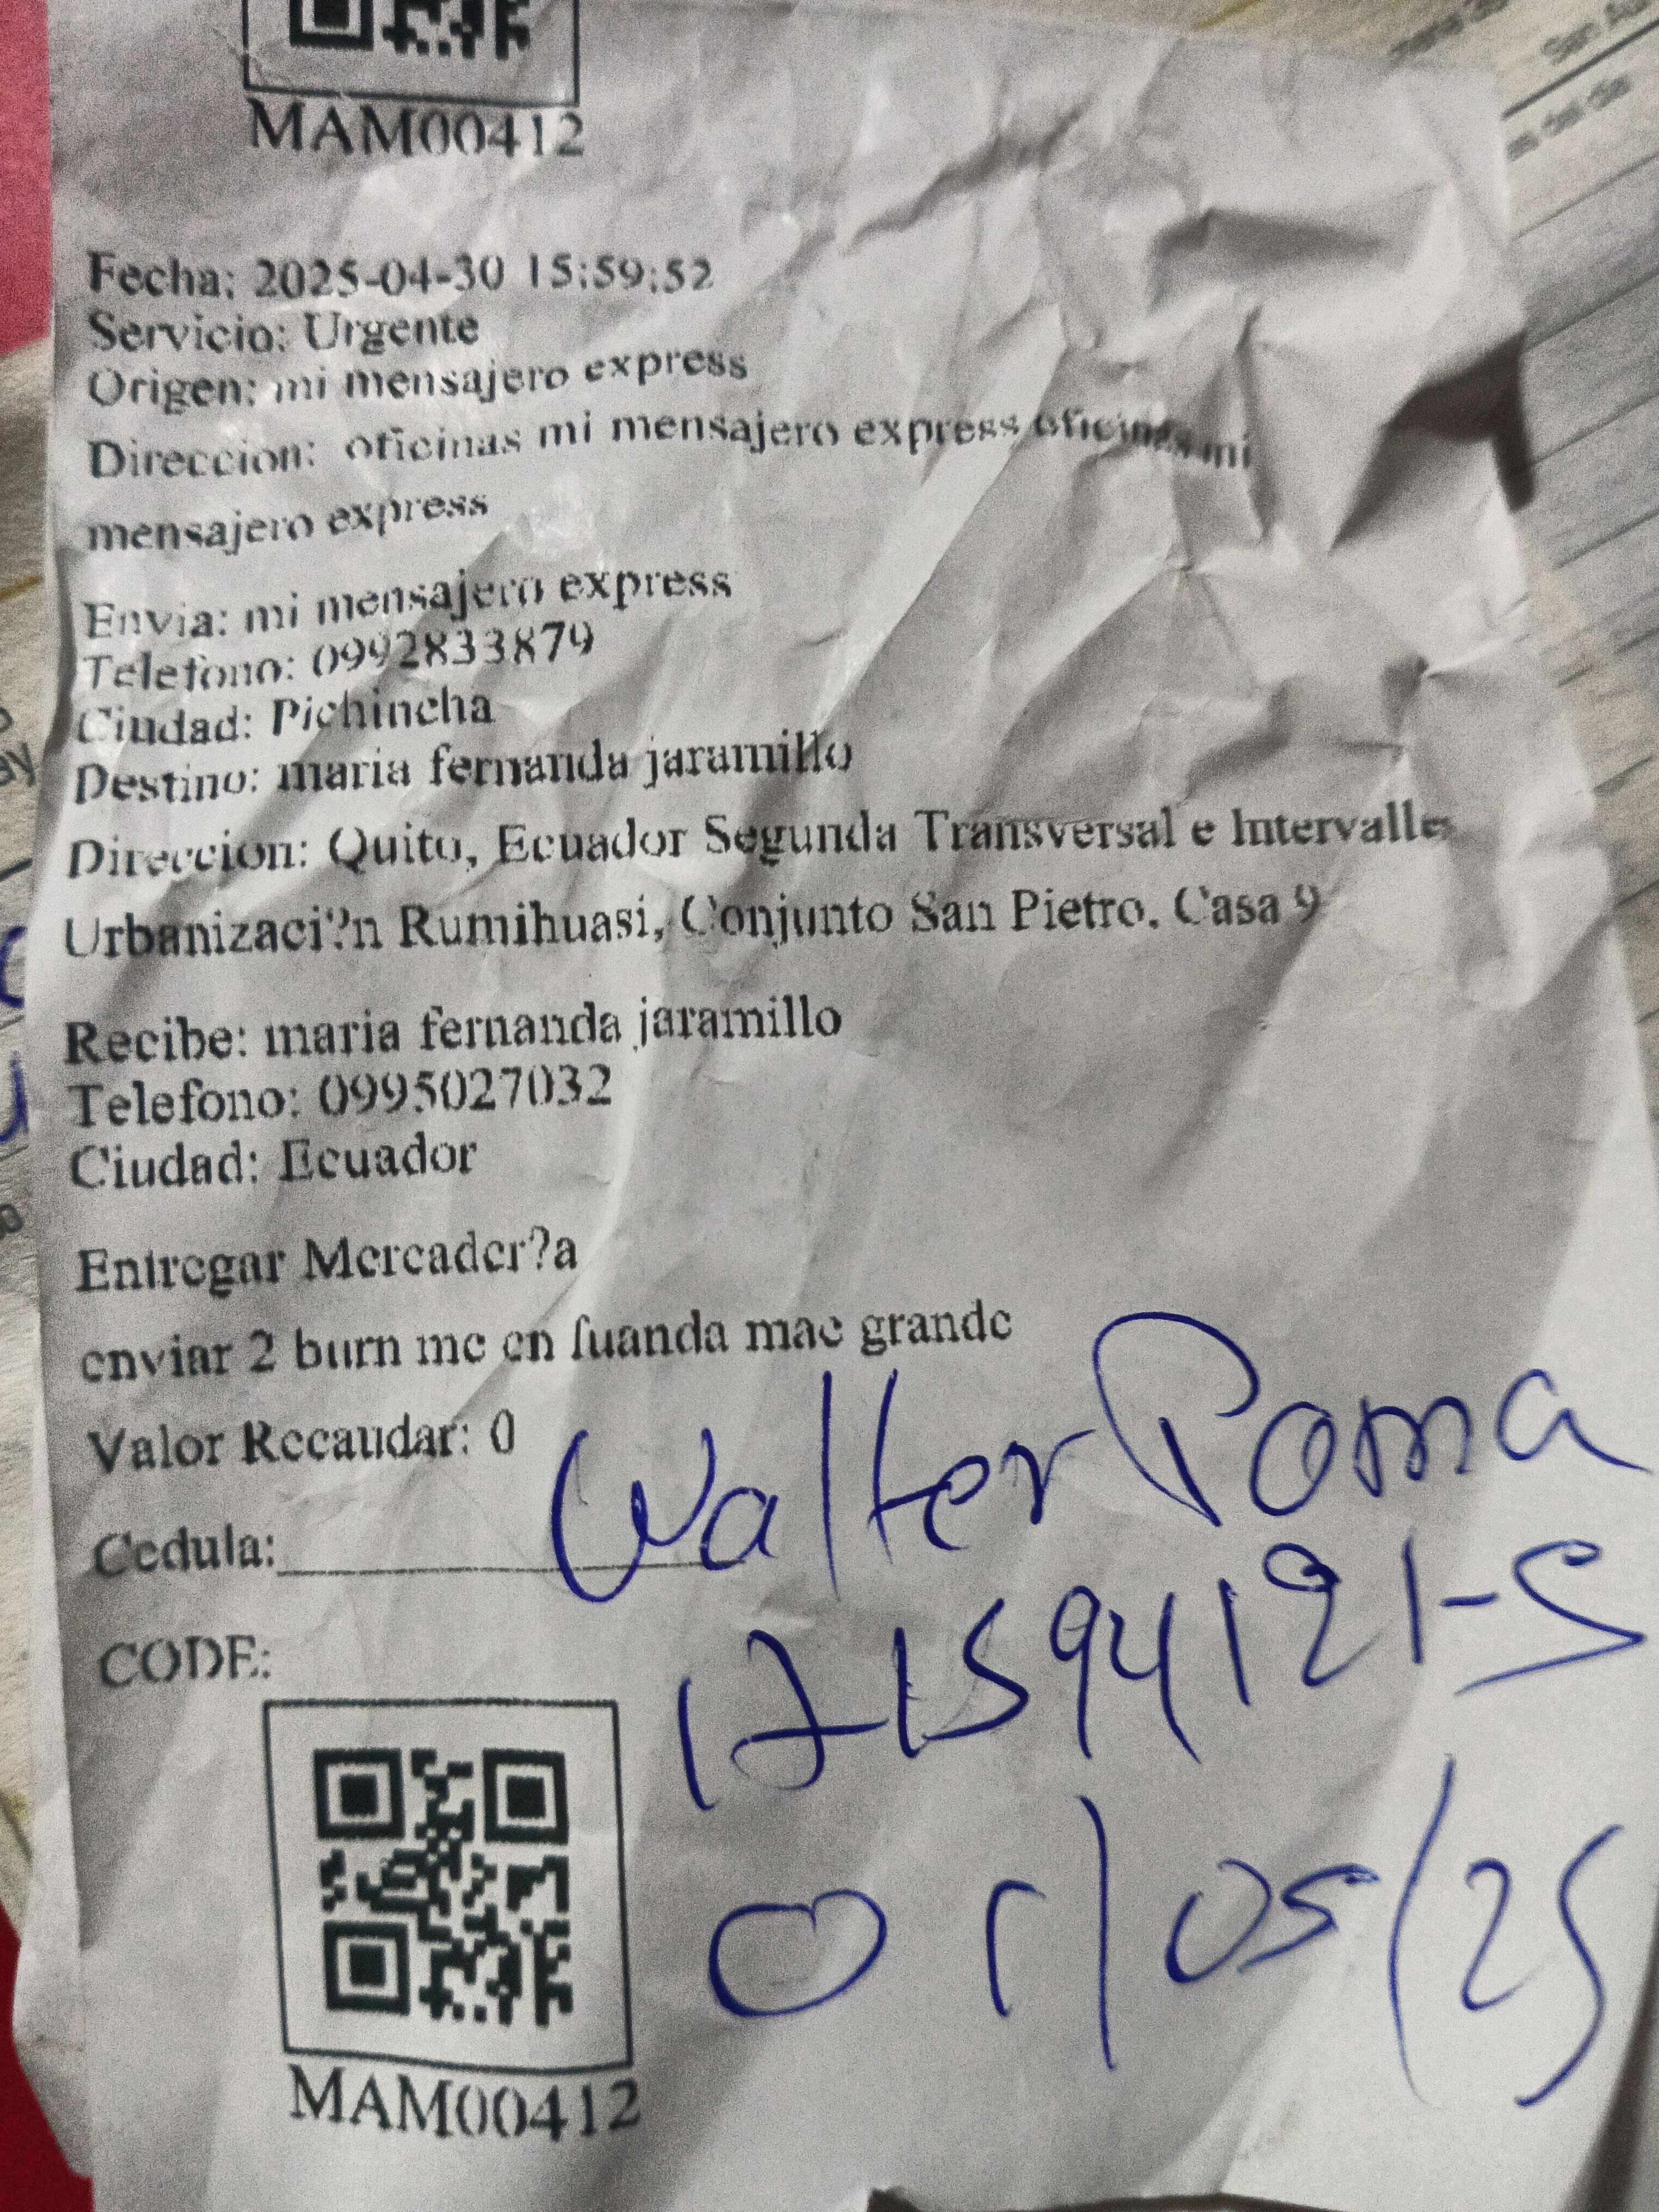 MAM00412
Fecha: 2025-04-30 15:59:52
Servicio: Urgente
Origen: mi mensajero express
Direccion: oficinas mi mensajero express oficinas mi
mensajero express
Envia: mi mensajero express
Telefono: 0992833879
Ciudad: Pichincha
Destino: maria fernanda jaramillo
Direccion: Quito, Ecuador Segunda Transversal e Intervalles
Urbanizaci?n Rumihuasi, Conjunto San Pietro. Casa 9
Recibe: maria fernanda jaramillo
Telefono: 0995027032
Ciudad: Ecuador
Entregar Mercader?a
enviar 2 burn me en fuanda mac grande
Valor Recaudar: 0
Walter Poma
Cedula:
171594121-5
CODE:
01/05/25
MAM00412